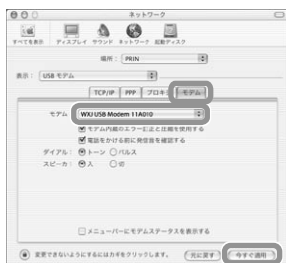 ネットワーク
すべてを表示 ディスプレイ サウンド ネットワーク 起動ディスク
場所： PRIN
表示： USB モデム
TCP/IP PPP プロキシ モデム
モデム WXJ USB Modem 11A010
モデム内蔵のエラー訂正と圧縮を使用する
電話をかける前に発信音を確認する
ダイアル： トーン パルス
スピーカ： 入 切
メニューバーにモデムステータスを表示する
変更できないようにするにはカギをクリックします。 元に戻す 今すぐ適用